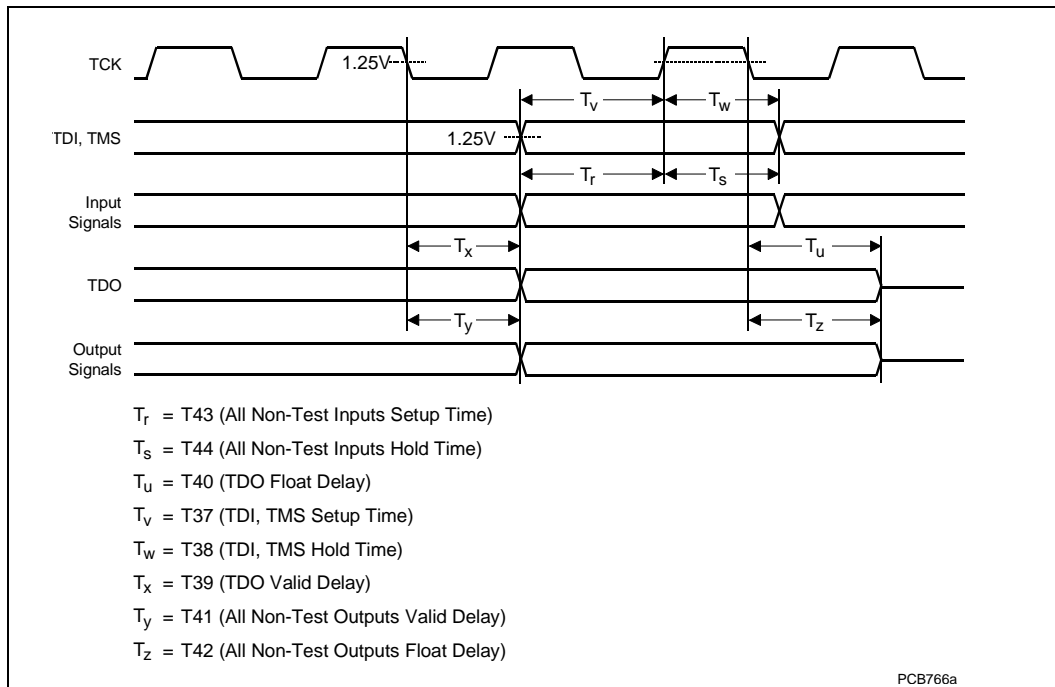 TCK
1.25V
Tv
Tw
TDI, TMS
1.25V
Tr
Ts
Input
Signals
Tx
Tu
TDO
Ty
Tz
Output
Signals
Tr = T43 (All Non-Test Inputs Setup Time)
Ts = T44 (All Non-Test Inputs Hold Time)
Tu = T40 (TDO Float Delay)
Tv = T37 (TDI, TMS Setup Time)
Tw = T38 (TDI, TMS Hold Time)
Tx = T39 (TDO Valid Delay)
Ty = T41 (All Non-Test Outputs Valid Delay)
Tz = T42 (All Non-Test Outputs Float Delay)
PCB766a